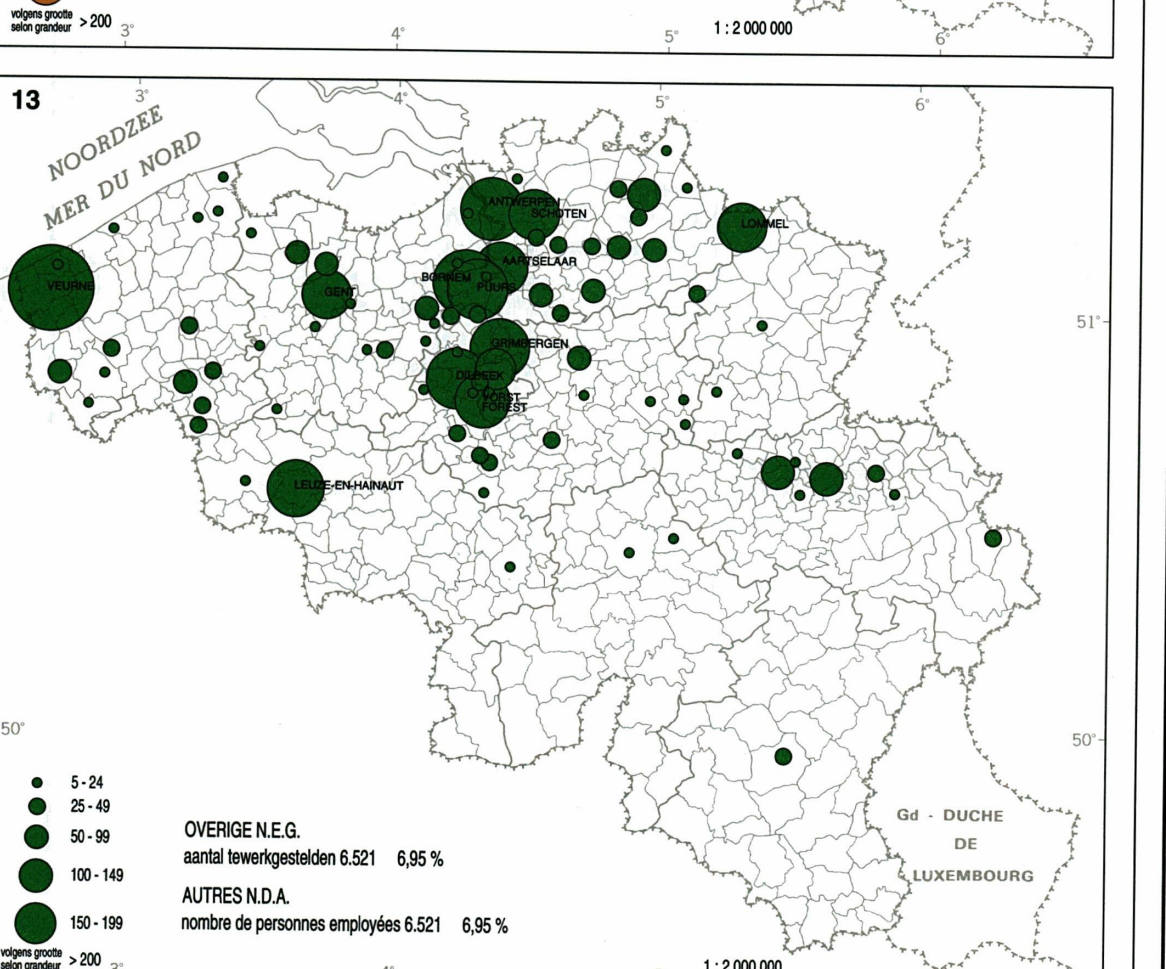 volgens grootte
selon grandeur > 200
3° 4° 5° 6°
1 : 2 000 000
13
3° 4° 5° 6°
NOORDZEE
MER DU NORD
ANTWERPEN
SCHOTEN
LOMMEL
AARTSELAAR
BORNEM
PUURS
VEURNE
GENT
51°
GRIMBERGEN
DILBEEK
VORST
FOREST
LEUZE-EN-HAINAUT
50° 50°
5 - 24
25 - 49
50 - 99
100 - 149
150 - 199
volgens grootte
selon grandeur > 200
OVERIGE N.E.G.
aantal tewerkgestelden 6.521 6,95 %
AUTRES N.D.A.
nombre de personnes employées 6.521 6,95 %
Gd - DUCHE
DE
LUXEMBOURG
3° 4°
1 : 2 000 000